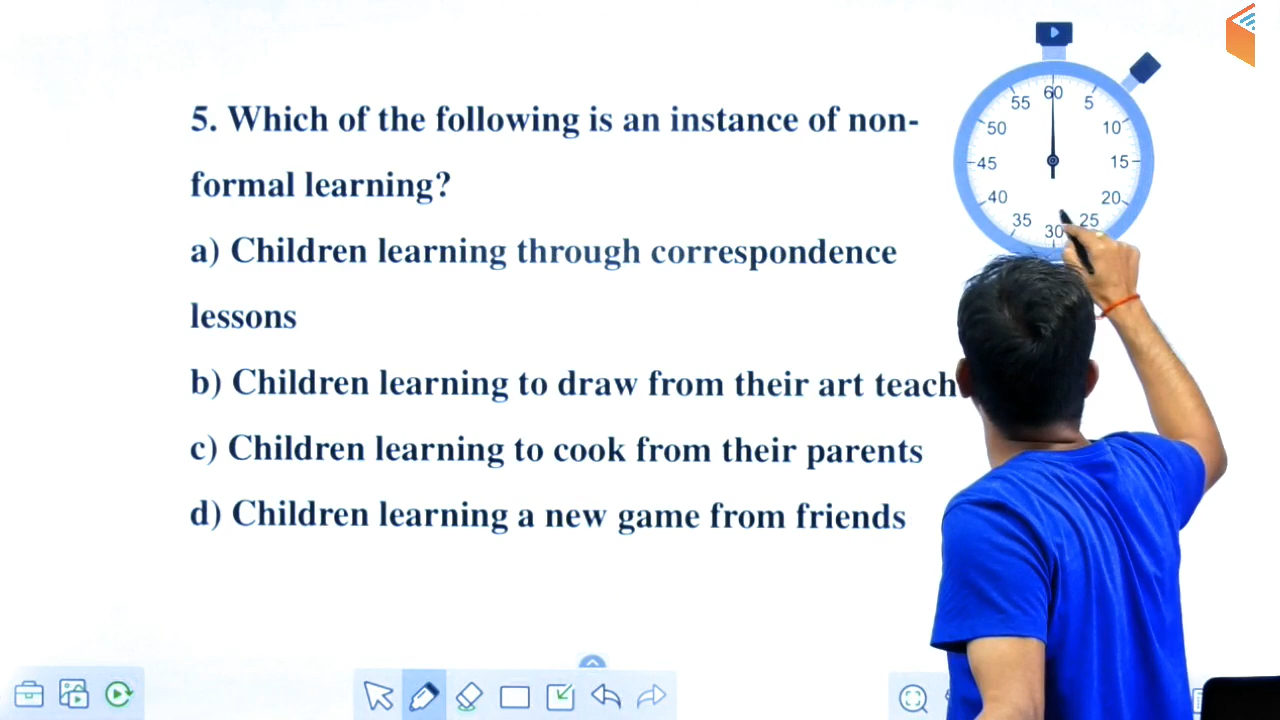 5. Which of the following is an instance of non-
formal learning?
a) Children learning through correspondence
lessons
b) Children learning to draw from their art teach
c) Children learning to cook from their parents
d) Children learning a new game from friends
60
55
5
50
10
45
15
40
20
35
25
30